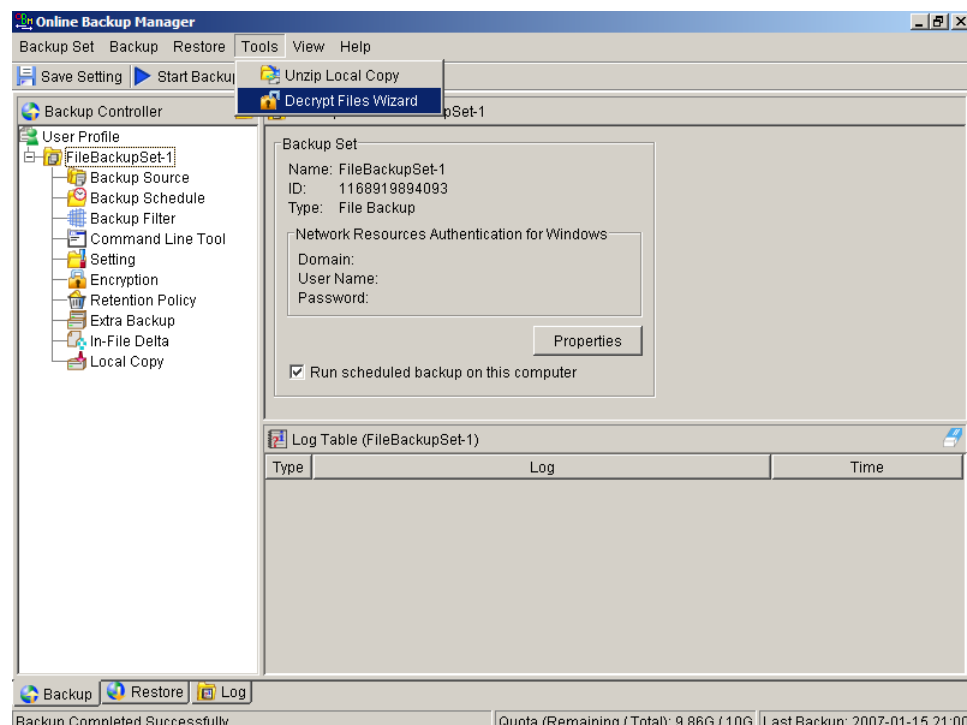 Online Backup Manager
Backup Set Backup Restore Tools View Help
Save Setting Start Backup
Unzip Local Copy
Decrypt Files Wizard
Backup Controller
Set-1
User Profile
FileBackupSet-1
Backup Source
Backup Schedule
Backup Filter
Command Line Tool
Setting
Encryption
Retention Policy
Extra Backup
In-File Delta
Local Copy
Backup Set
Name: FileBackupSet-1
ID: 1168919894093
Type: File Backup
Network Resources Authentication for Windows
Domain:
User Name:
Password:
Properties
Run scheduled backup on this computer
Log Table (FileBackupSet-1)
Type Log Time
Backup Restore Log
Backup Completed Successfully Quota (Remaining / Total): 9.86G / 10G Last Backup: 2007-01-15 21:00